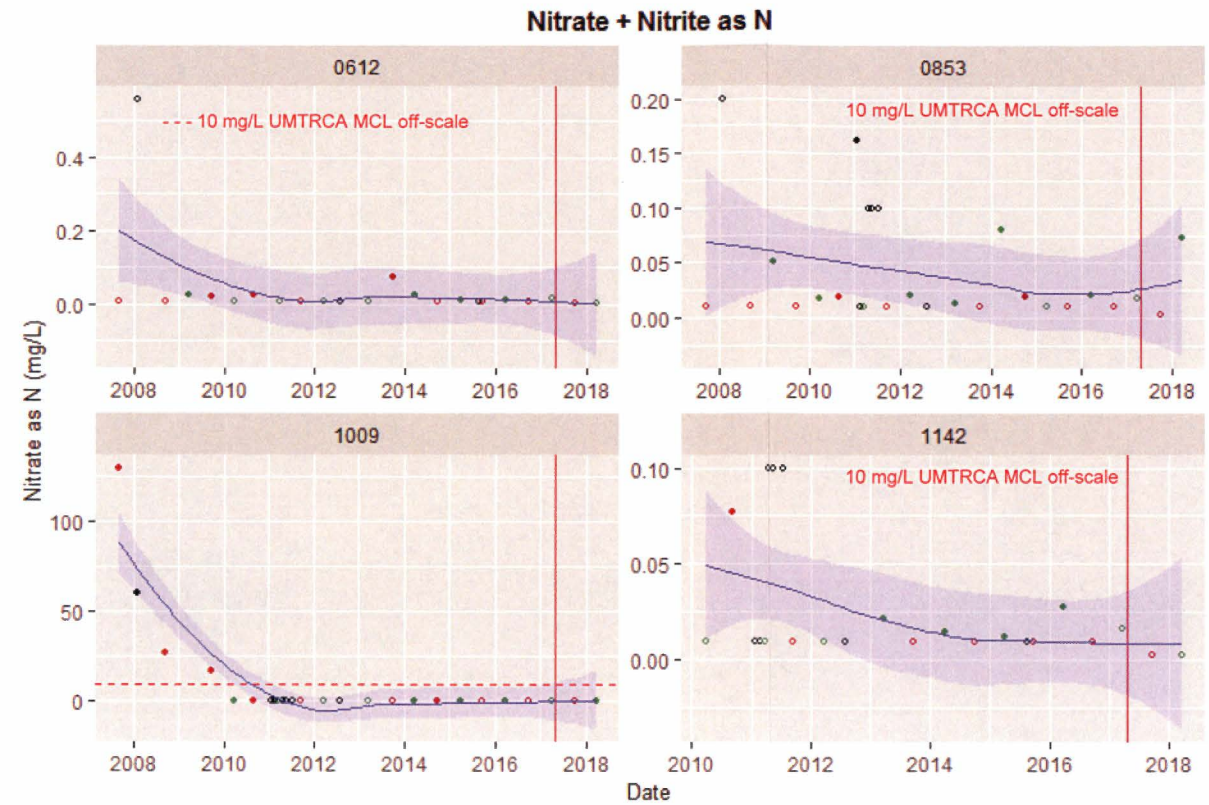 Nitrate + Nitrite as N
0612
10 mg/L UMTRCA MCL off-scale
0.4
0.2
0.0
2008 2010 2012 2014 2016 2018
0853
10 mg/L UMTRCA MCL off-scale
0.20
0.15
0.10
0.05
0.00
2008 2010 2012 2014 2016 2018
Nitrate as N (mg/L)
1009
100
50
0
2008 2010 2012 2014 2016 2018
1142
10 mg/L UMTRCA MCL off-scale
0.10
0.05
0.00
2010 2012 2014 2016 2018
Date